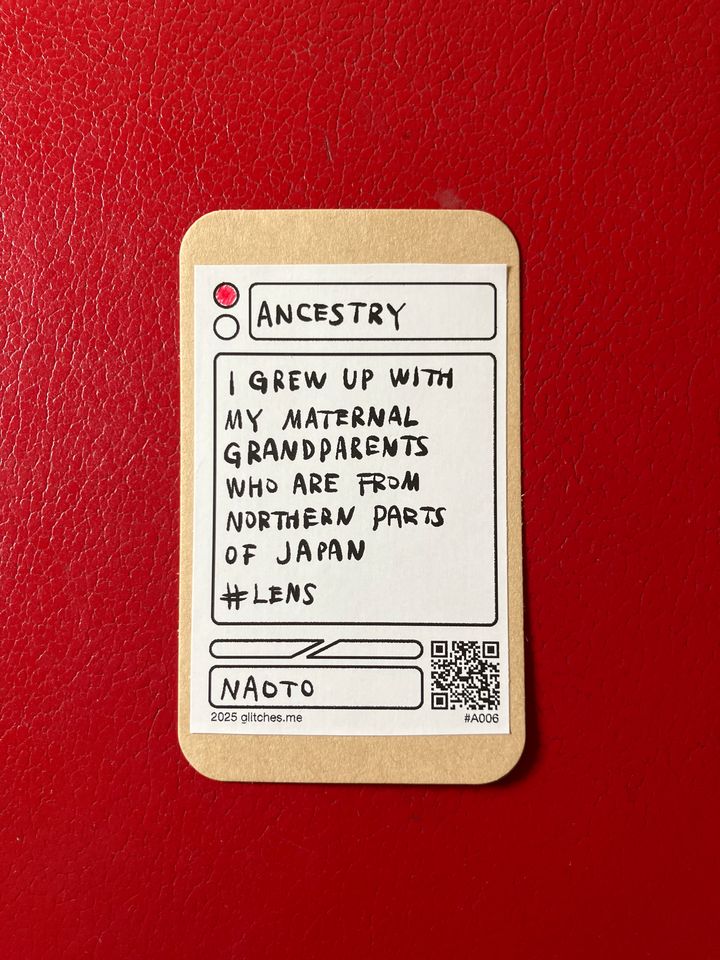 ANCESTRY
I GREW UP WITH
MY MATERNAL
GRANDPARENTS
WHO ARE FROM
NORTHERN PARTS
OF JAPAN
#LENS
NAOTO
2025 glitches.me
#A006